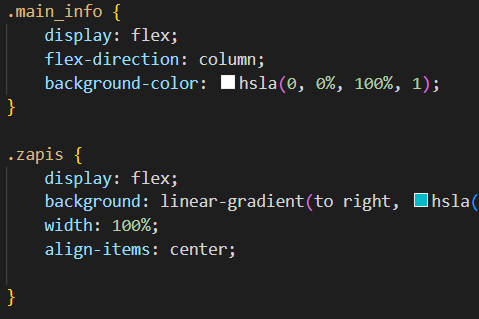 .main_info {
display: flex;
flex-direction: column;
background-color: hsla(0, 0%, 100%, 1);
}
.zapis {
display: flex;
background: linear-gradient(to right, hsla(
width: 100%;
align-items: center;
}